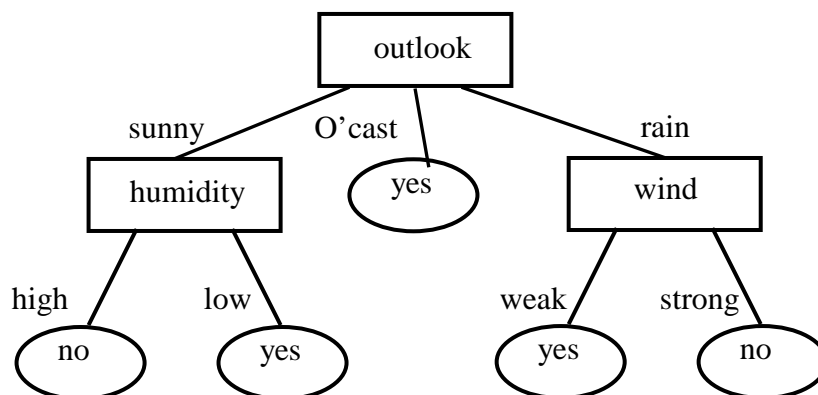 outlook
sunny O’cast rain
humidity yes wind
high low weak strong
no yes yes no